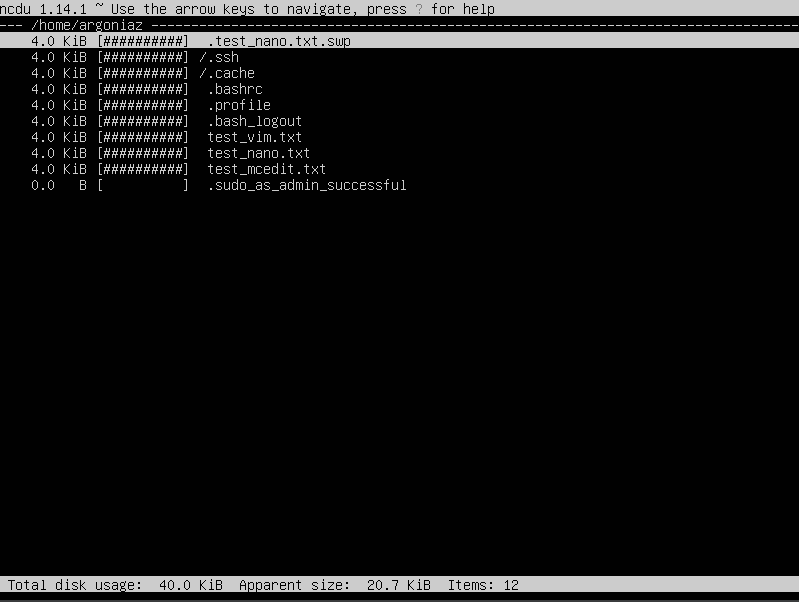 ncdu 1.14.1 ~ Use the arrow keys to navigate, press ? for help
--- /home/argoniaz ----------------------------------------------------------------------------------
    4.0 KiB [##########]  .test_nano.txt.swp
    4.0 KiB [##########] /.ssh
    4.0 KiB [##########] /.cache
    4.0 KiB [##########]  .bashrc
    4.0 KiB [##########]  .profile
    4.0 KiB [##########]  .bash_logout
    4.0 KiB [##########]  test_vim.txt
    4.0 KiB [##########]  test_nano.txt
    4.0 KiB [##########]  test_mcedit.txt
    0.0   B [          ]  .sudo_as_admin_successful
 Total disk usage:  40.0 KiB  Apparent size:  20.7 KiB  Items: 12